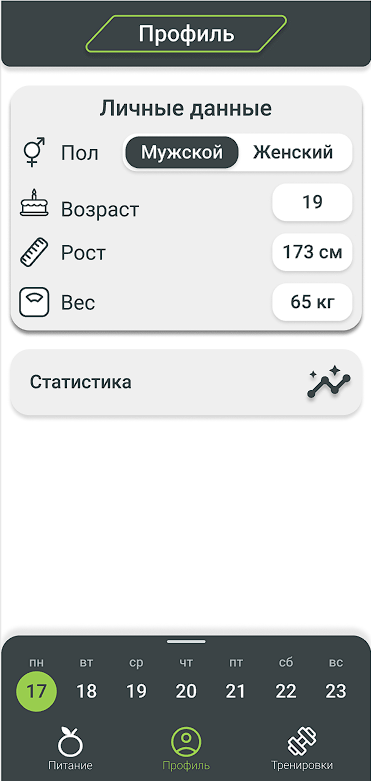 Профиль
Личные данные
Пол Мужской Женский
Возраст 19
Рост 173 см
Вес 65 кг
Статистика
пн вт ср чт пт сб вс
17 18 19 20 21 22 23
Питание Профиль Тренировки